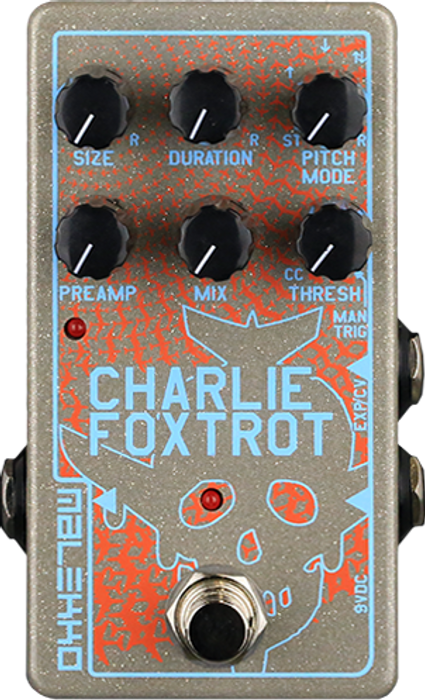 R R ST R
SIZE DURATION PITCH
MODE
CC
PREAMP MIX THRESH
MAN
TRIG
CHARLIE
FOXTROT
EXP/CV
MALEKKO
9VDC